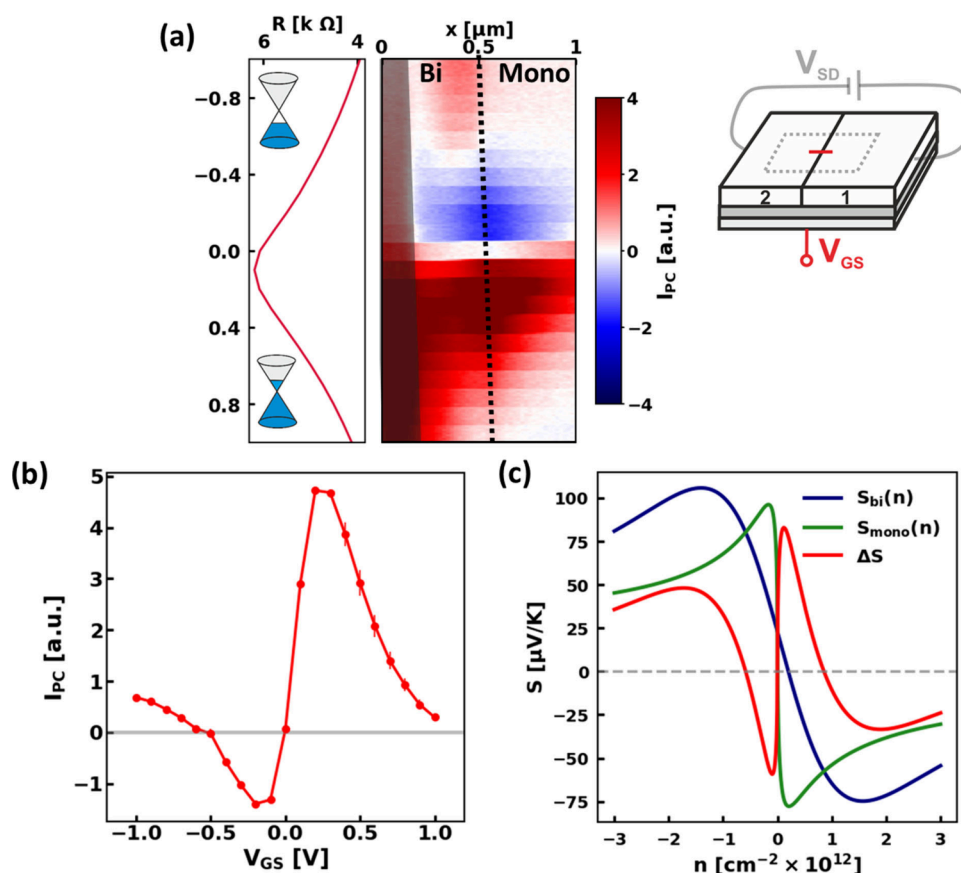 (a)
R [k Ω]
6 4
x [μm]
0 0.5 1
Bi Mono
−0.8
−0.4
0.0
0.4
0.8
4
2
0
−2
−4
I_PC [a.u.]
V_SD
2 1
V_GS
(b)
I_PC [a.u.]
5
4
3
2
1
0
−1
−1.0 −0.5 0.0 0.5 1.0
V_GS [V]
(c)
S [μV/K]
100
75
50
25
0
−25
−50
−75
S_bi(n)
S_mono(n)
ΔS
−3 −2 −1 0 1 2 3
n [cm⁻² × 10¹²]